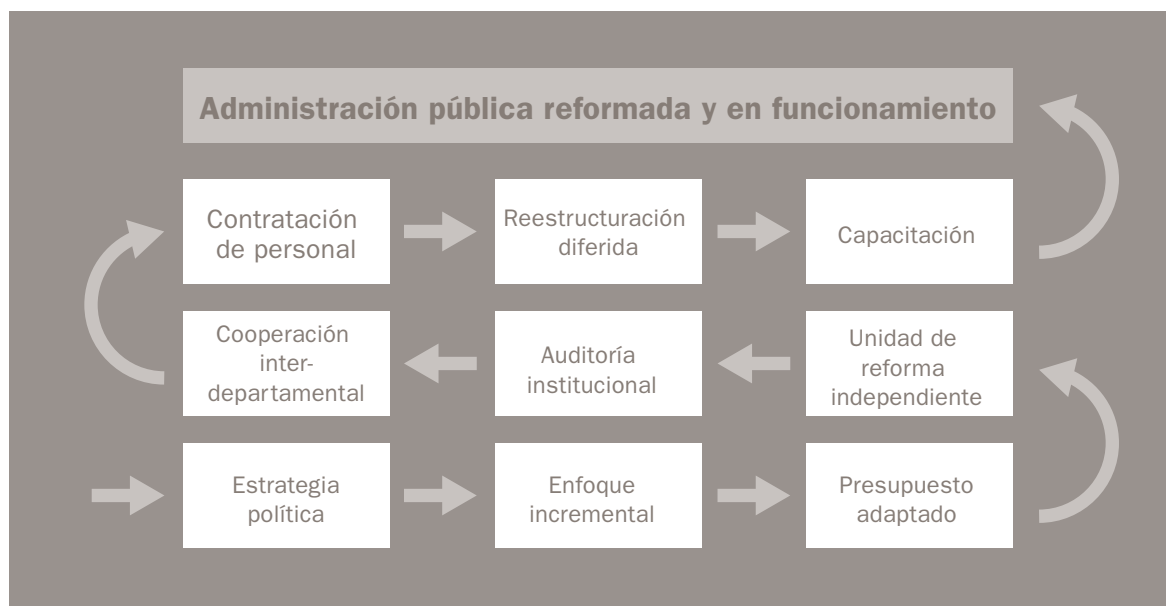 Administración pública reformada y en funcionamiento
Contratación
de personal
Reestructuración
diferida
Capacitación
Cooperación
inter-
departamental
Auditoría
institucional
Unidad de
reforma
independiente
Estrategia
política
Enfoque
incremental
Presupuesto
adaptado